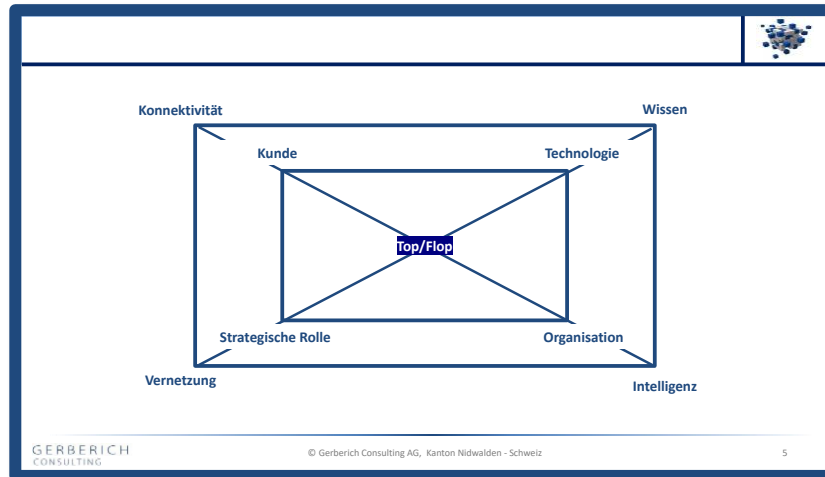 Konnektivität
Wissen
Kunde
Technologie
Top/Flop
Strategische Rolle
Organisation
Vernetzung
Intelligenz
GERBERICH
CONSULTING
© Gerberich Consulting AG, Kanton Nidwalden - Schweiz
5